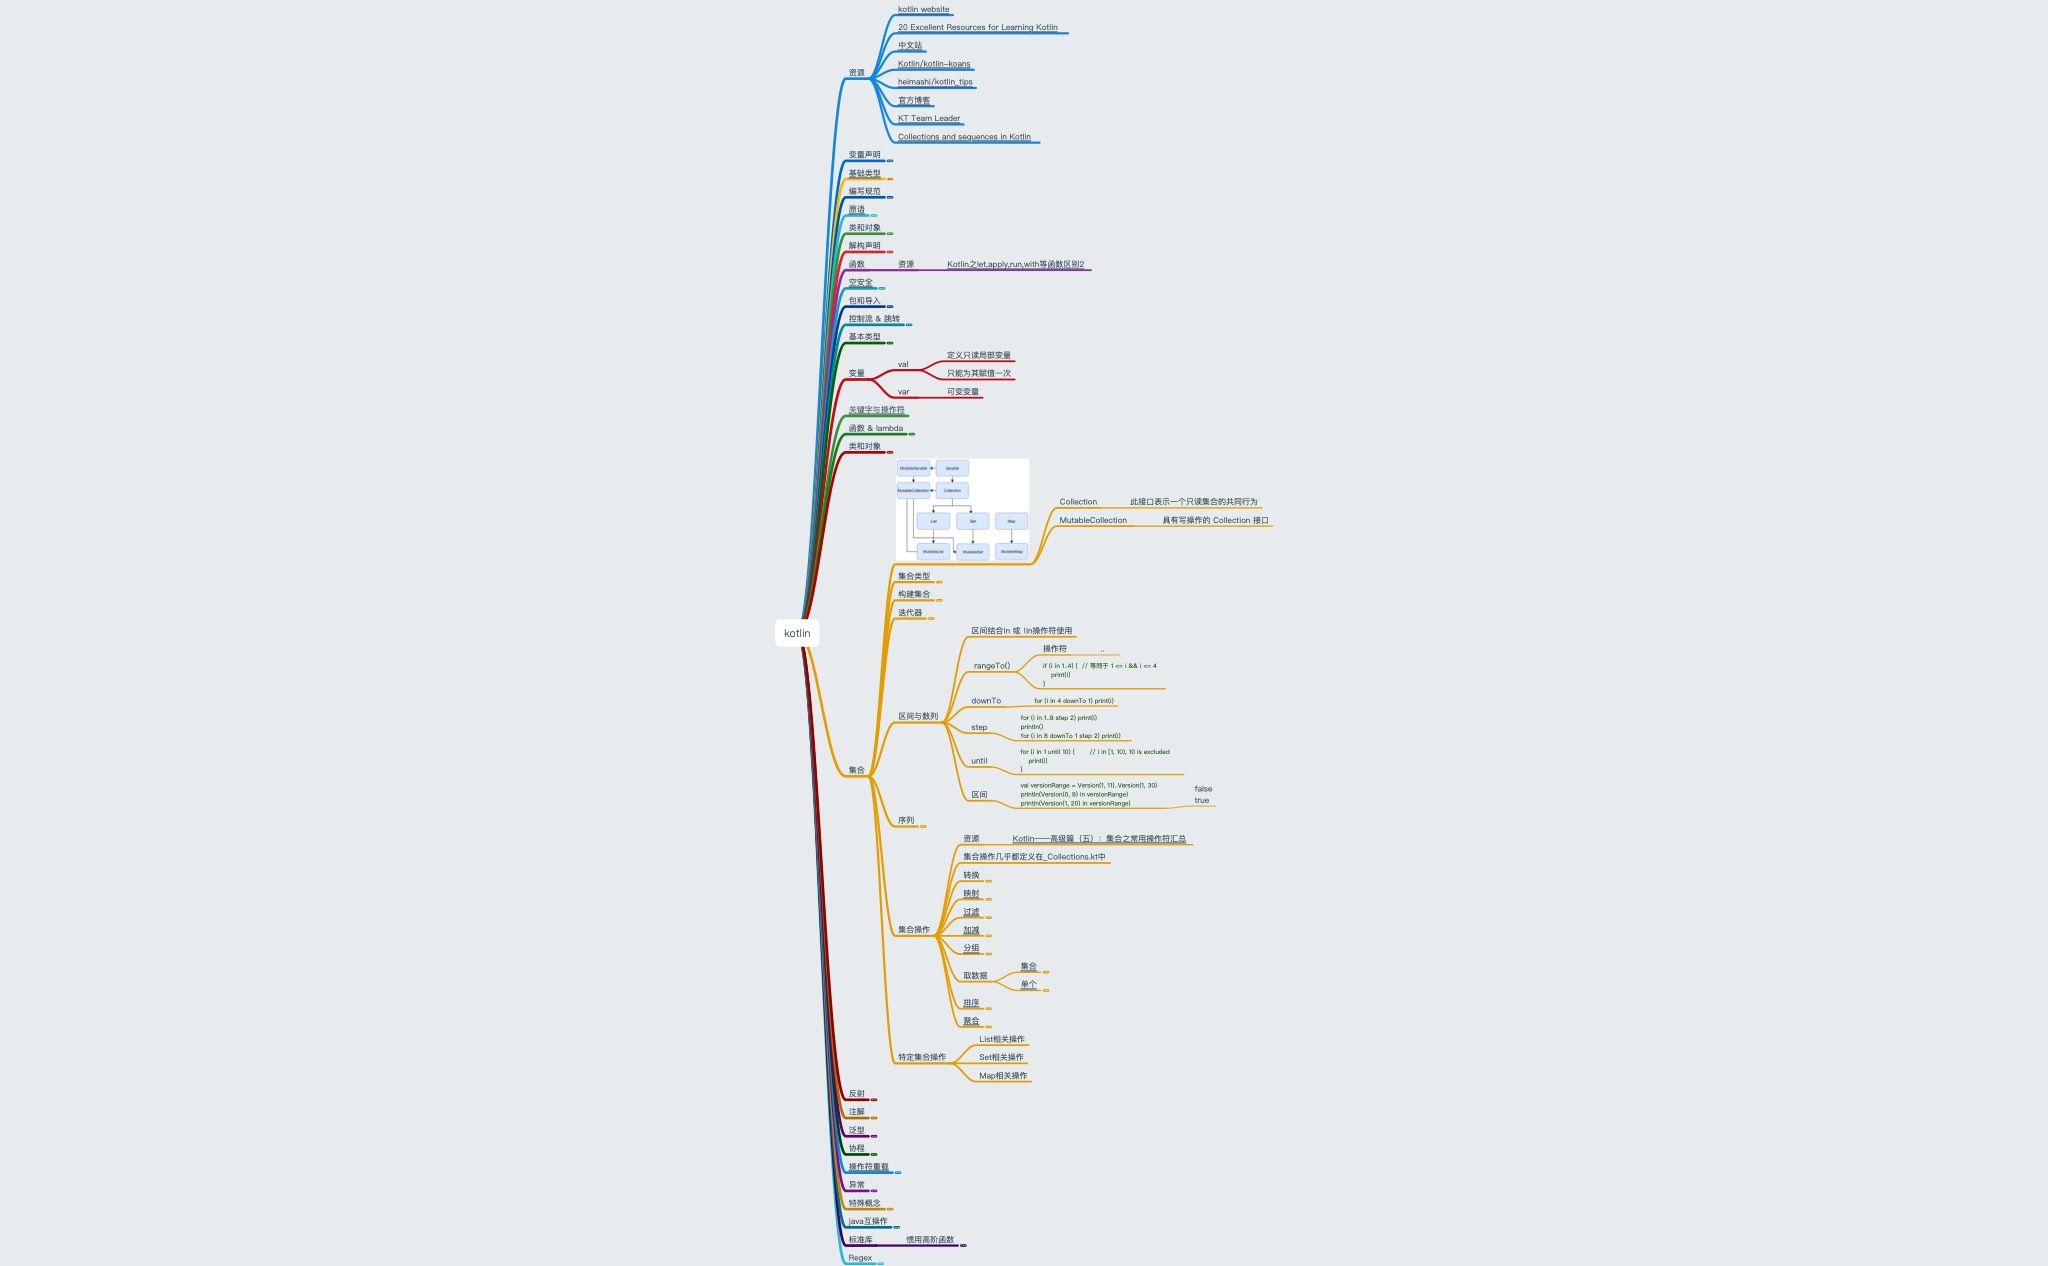 kotlin website
20 Excellent Resources for Learning Kotlin
中文站
Kotlin/kotlin-koans
资源
heimashi/kotlin_tips
官方博客
KT Team Leader
Collections and sequences in Kotlin
变量声明
基础类型
编写规范
原语
类和对象
解构声明
函数 资源 Kotlin之let,apply,run,with等函数区别2
空安全
包和导入
控制流 & 跳转
基本类型
定义只读局部变量
val
变量
只能为其赋值一次
var 可变变量
关键字与操作符
函数 & lambda
类和对象
MutableIterable Iterable
MutableCollection Collection
List Set Map
MutableList MutableSet MutableMap
Collection 此接口表示一个只读集合的共同行为
MutableCollection 具有写操作的 Collection 接口
集合类型
构建集合
迭代器
kotlin
区间结合in 或 !in操作符使用
操作符 ..
rangeTo()
if (i in 1..4) { // 等同于 1 <= i && i <= 4
print(i)
}
downTo for (i in 4 downTo 1) print(i)
区间与数列
step
for (i in 1..8 step 2) print(i)
println()
for (i in 8 downTo 1 step 2) print(i)
until
for (i in 1 until 10) { // i in [1, 10), 10 is excluded
print(i)
}
集合
区间
val versionRange = Version(1, 11)..Version(1, 30)
println(Version(0, 9) in versionRange)
println(Version(1, 20) in versionRange)
false
true
序列
资源 Kotlin——高级篇（五）：集合之常用操作符汇总
集合操作几乎都定义在_Collections.kt中
转换
映射
过滤
集合操作
加减
分组
取数据
集合
单个
排序
聚合
特定集合操作
List相关操作
Set相关操作
Map相关操作
反射
注解
泛型
协程
操作符重载
异常
特殊概念
java互操作
标准库 惯用高阶函数
Regex